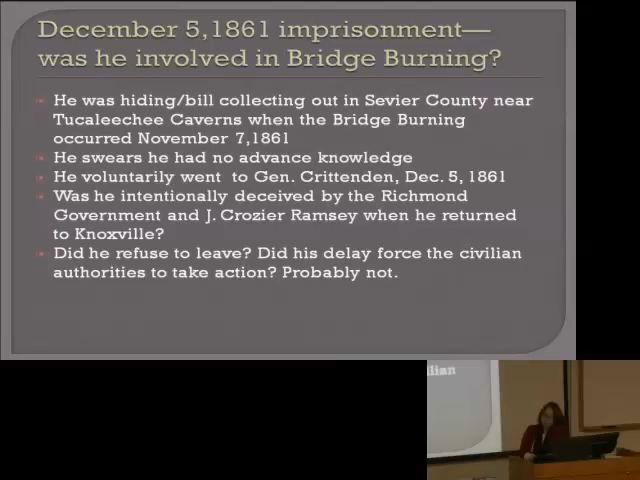 December 5,1861 imprisonment—
was he involved in Bridge Burning?
He was hiding/bill collecting out in Sevier County near
Tucaleechee Caverns when the Bridge Burning
occurred November 7,1861
He swears he had no advance knowledge
He voluntarily went to Gen. Crittenden, Dec. 5, 1861
Was he intentionally deceived by the Richmond
Government and J. Crozier Ramsey when he returned
to Knoxville?
Did he refuse to leave? Did his delay force the civilian
authorities to take action? Probably not.